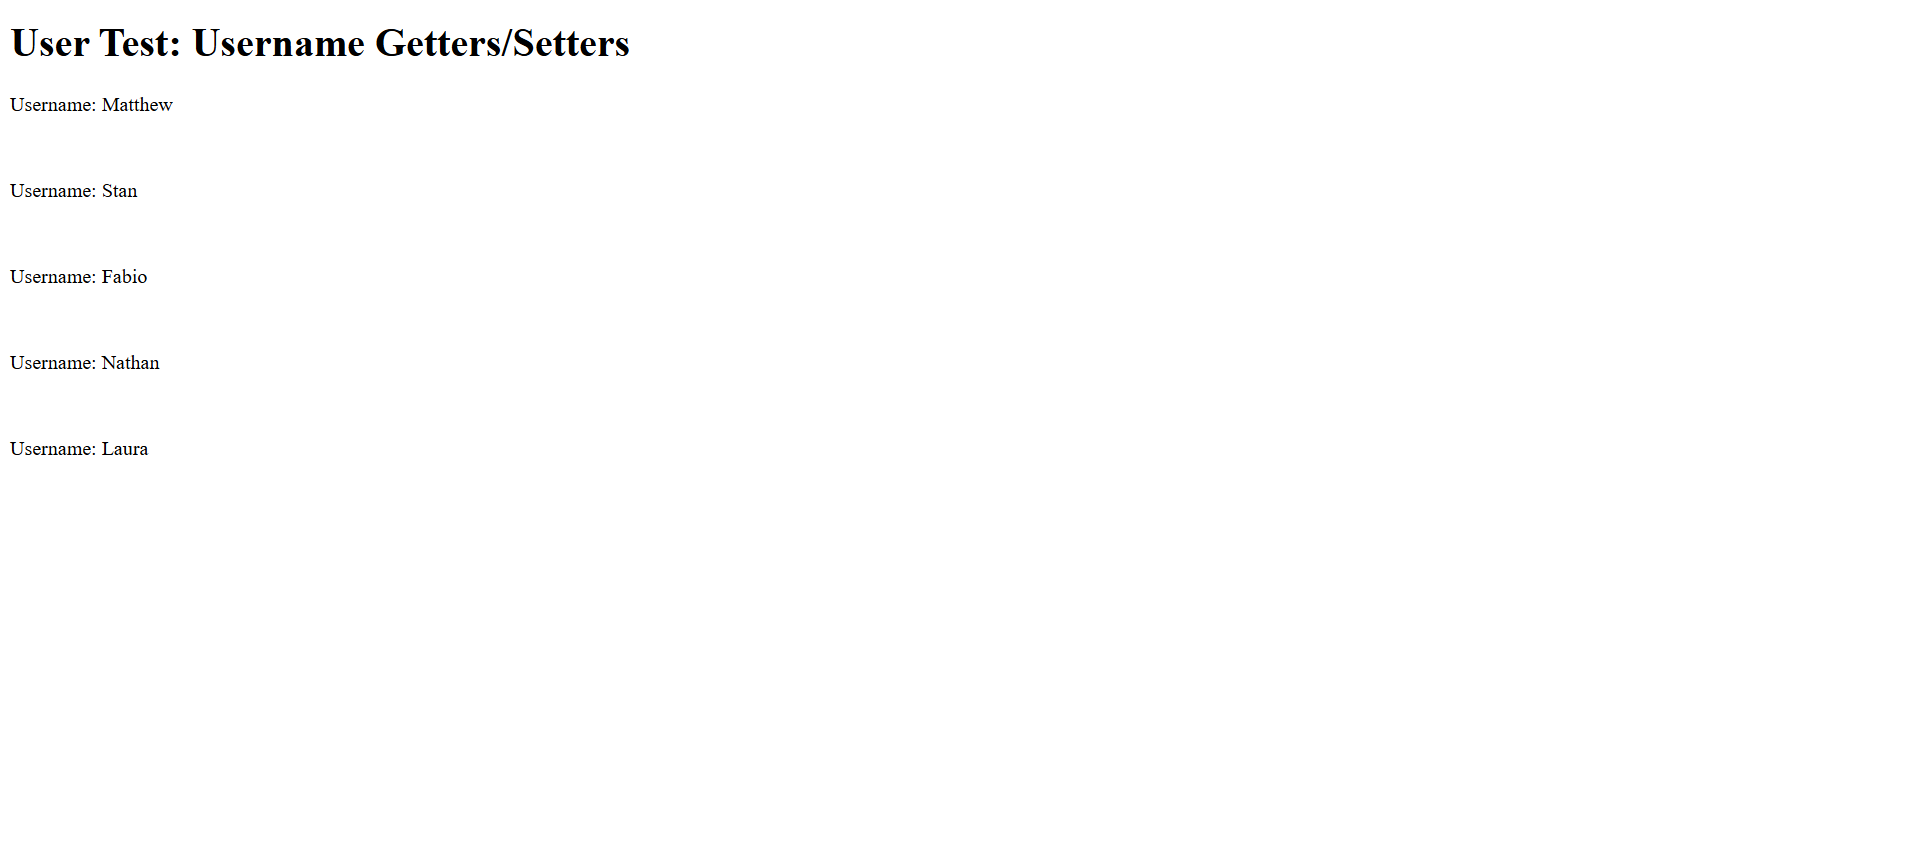 User Test: Username Getters/Setters
Username: Matthew
Username: Stan
Username: Fabio
Username: Nathan
Username: Laura